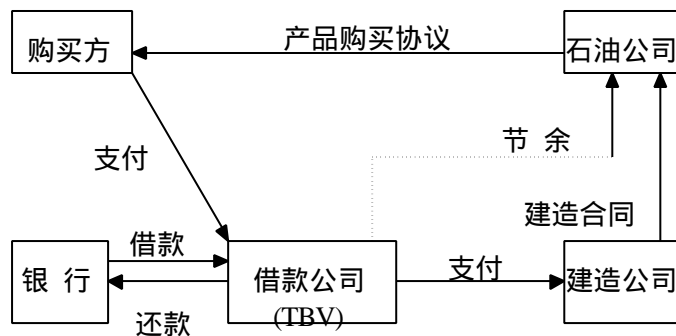 购买方
产品购买协议
石油公司
节 余
支付
建造合同
银 行
借款
还款
借款公司
(TBV)
支付
建造公司